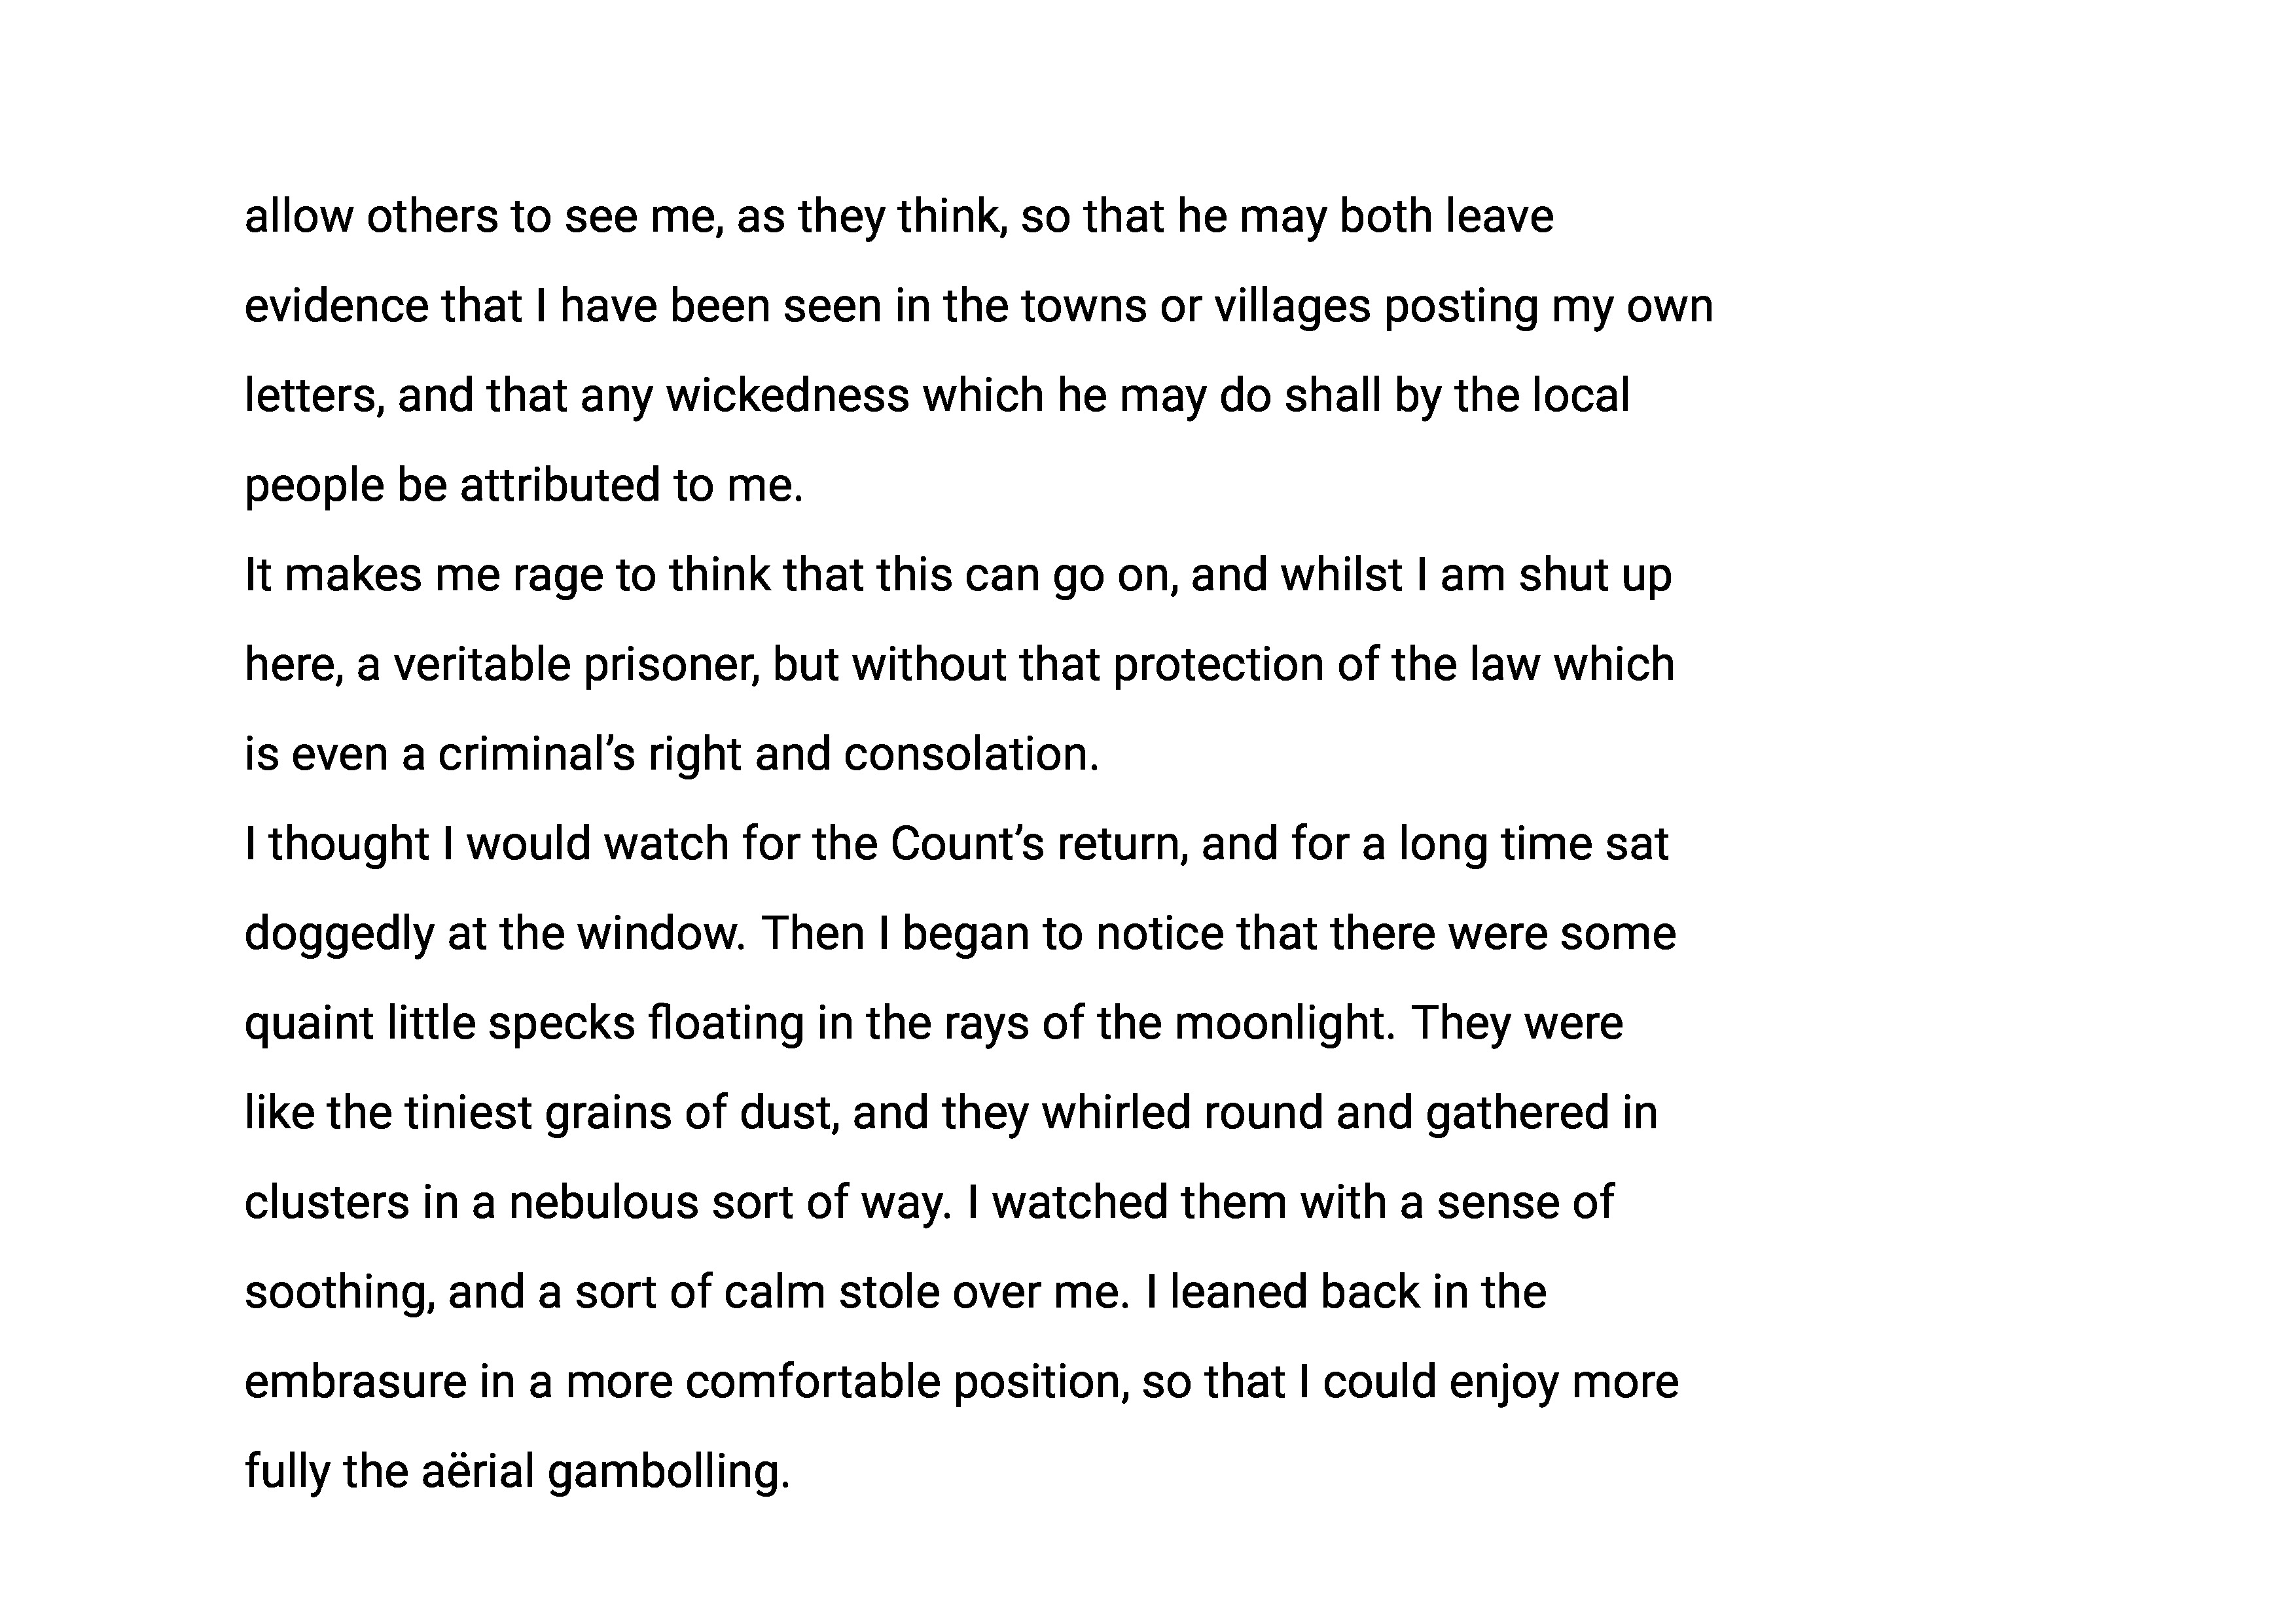 allow others to see me, as they think, so that he may both leave
evidence that I have been seen in the towns or villages posting my own
letters, and that any wickedness which he may do shall by the local
people be attributed to me.
It makes me rage to think that this can go on, and whilst I am shut up
here, a veritable prisoner, but without that protection of the law which
is even a criminal’s right and consolation.
I thought I would watch for the Count’s return, and for a long time sat
doggedly at the window. Then I began to notice that there were some
quaint little specks floating in the rays of the moonlight. They were
like the tiniest grains of dust, and they whirled round and gathered in
clusters in a nebulous sort of way. I watched them with a sense of
soothing, and a sort of calm stole over me. I leaned back in the
embrasure in a more comfortable position, so that I could enjoy more
fully the aërial gambolling.